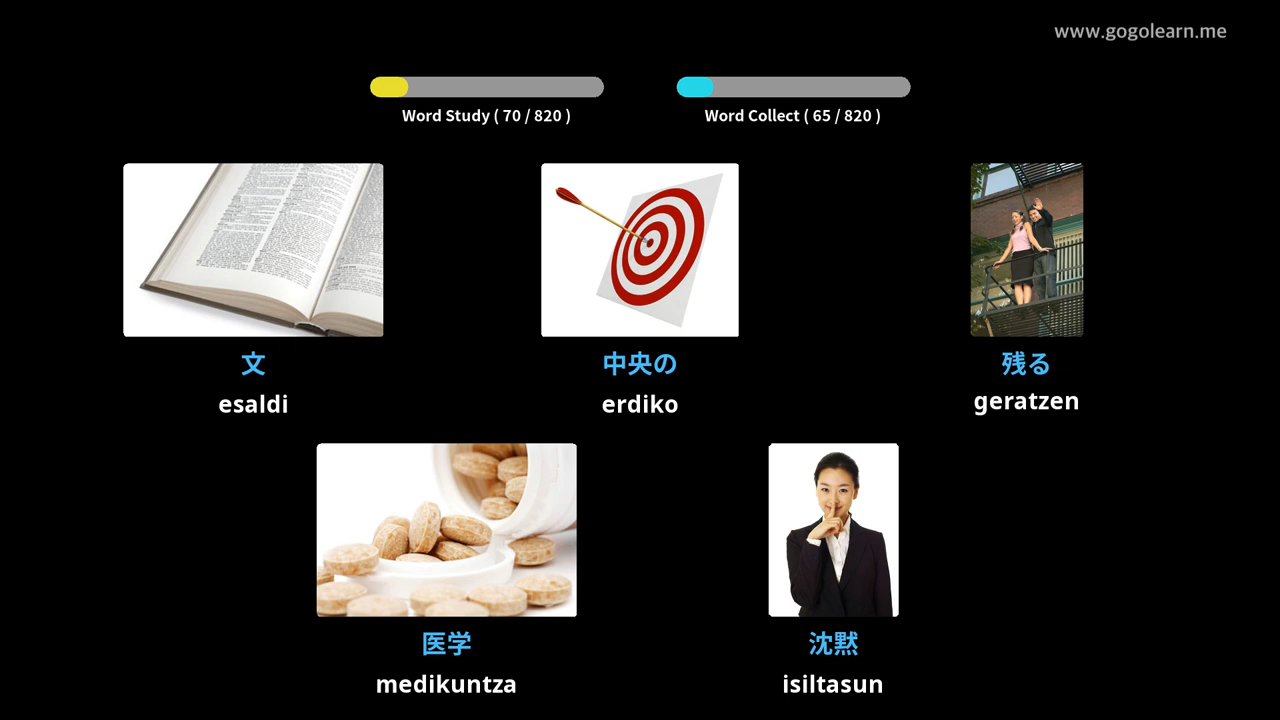 www.gogolearn.me
Word Study ( 70 / 820 )
Word Collect ( 65 / 820 )
文
esaldi
中央の
erdiko
残る
geratzen
医学
medikuntza
沈黙
isiltasun